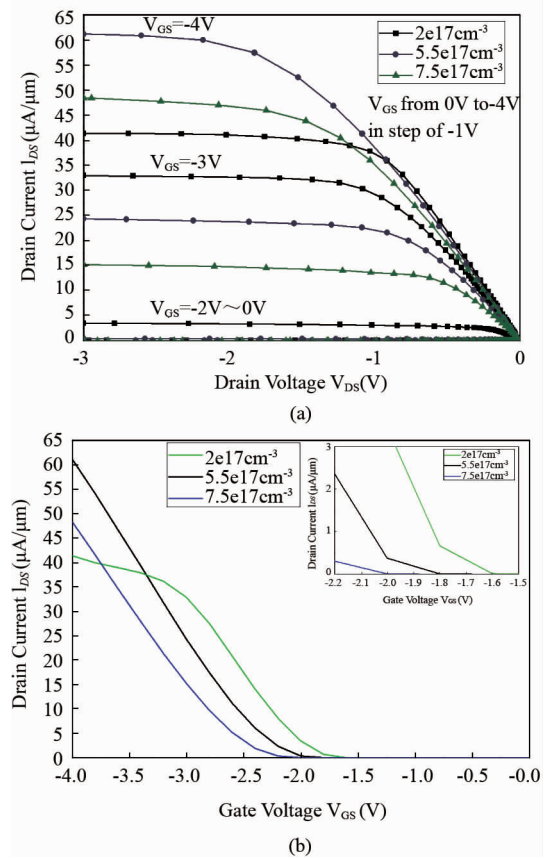 65
60
55
50
45
40
35
30
25
20
15
10
5
0
Drain Current I_DS (μA/μm)
V_GS=-4V
V_GS=-3V
V_GS=-2V～0V
2e17cm⁻³
5.5e17cm⁻³
7.5e17cm⁻³
V_GS from 0V to-4V
in step of -1V
-3 -2 -1 0
Drain Voltage V_DS(V)
(a)
65
60
55
50
45
40
35
30
25
20
15
10
5
0
Drain Current I_DS (μA/μm)
2e17cm⁻³
5.5e17cm⁻³
7.5e17cm⁻³
3
2
1
0
Drain Current I_DS (μA/μm)
2e17cm⁻³
5.5e17cm⁻³
7.5e17cm⁻³
-2.2 -2.1 -2.0 -1.9 -1.8 -1.7 -1.6 -1.5
Gate Voltage V_GS (V)
-4.0 -3.5 -3.0 -2.5 -2.0 -1.5 -1.0 -0.5 -0.0
Gate Voltage V_GS (V)
(b)